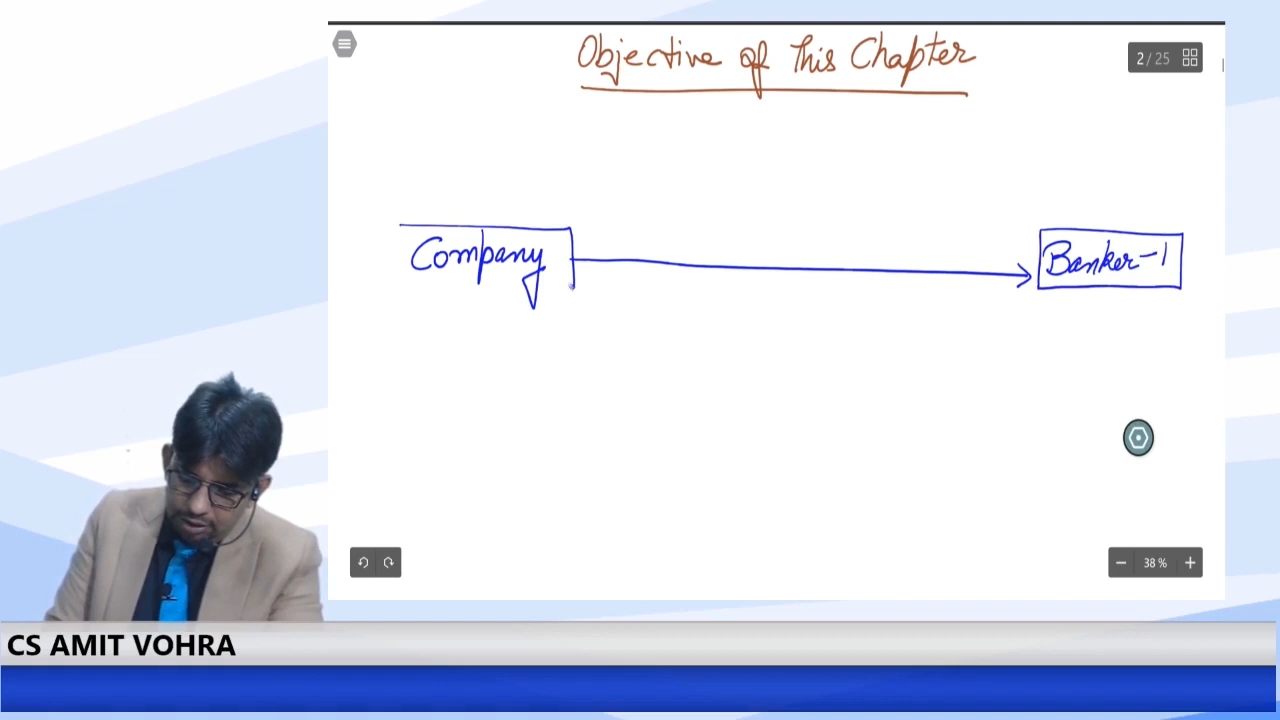 Objective of this Chapter
2 / 25
Company
Banker-1
38 %
CS AMIT VOHRA